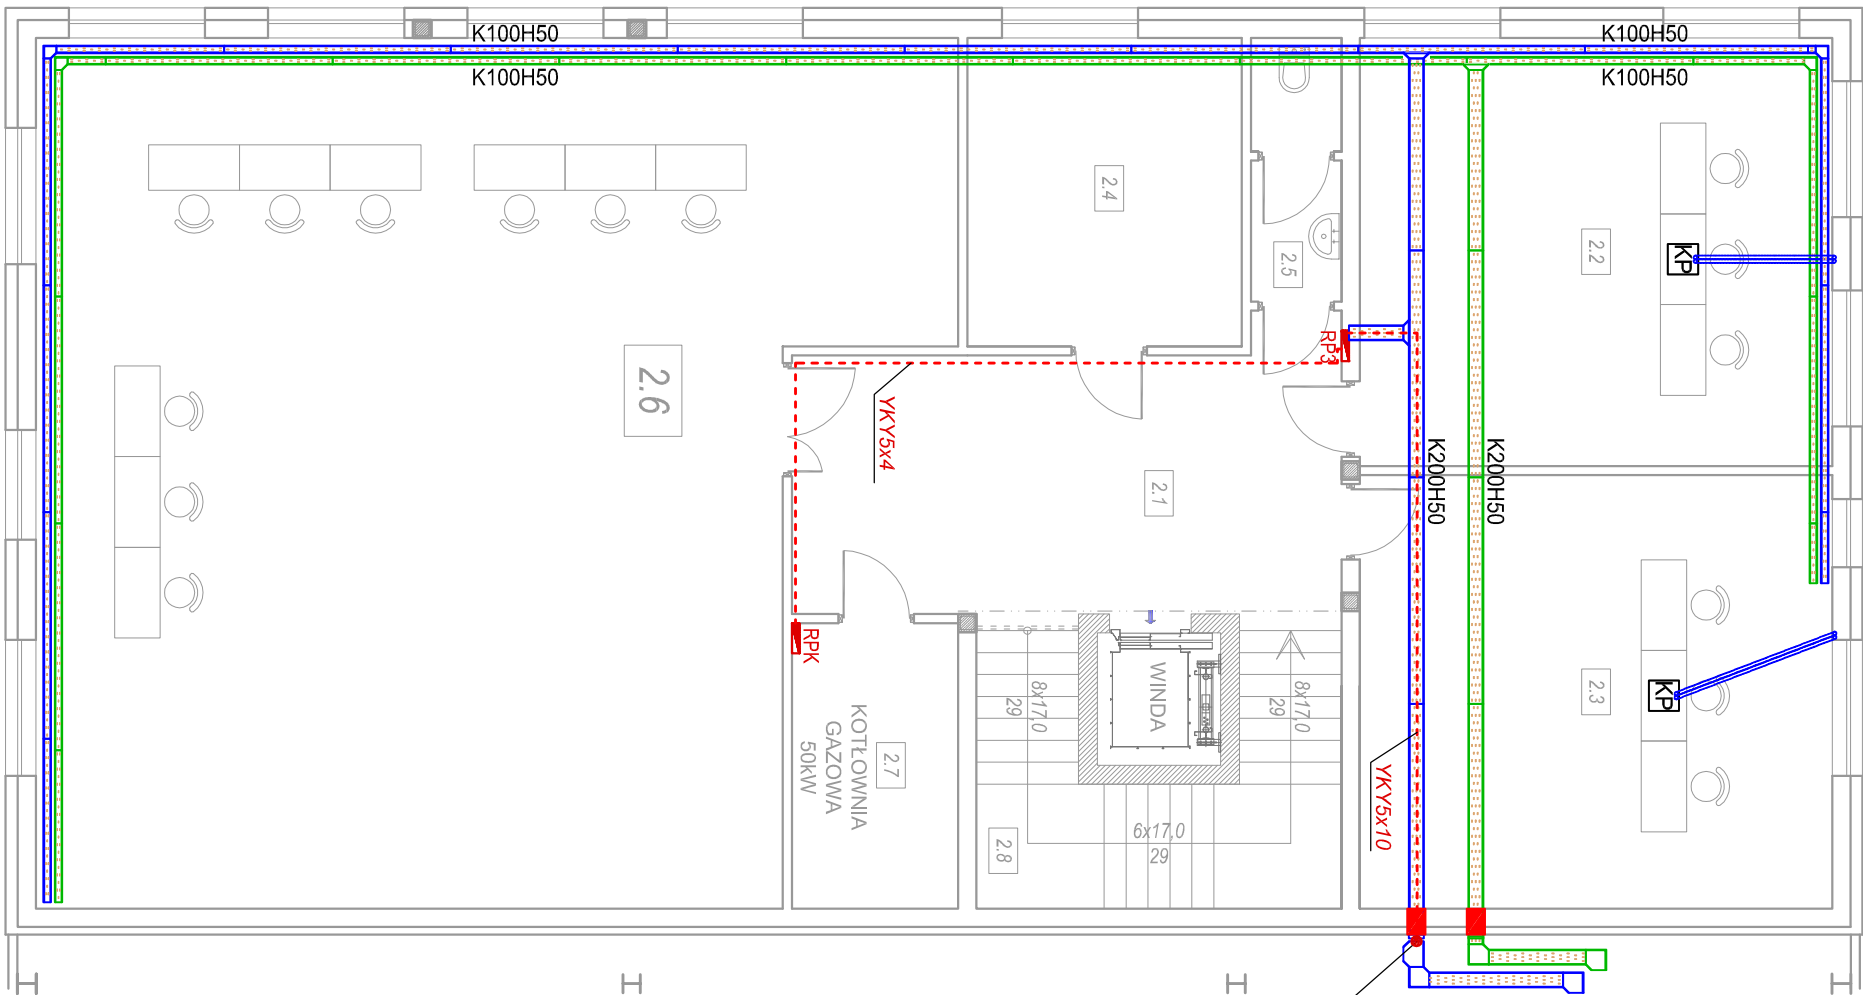 K100H50
K100H50
K100H50
K100H50
2.4
2.5
2.2
KP
RP3
2.6
YKY5x4
2.1
K200H50
K200H50
RPK
WINDA
8x17,0
29
8x17,0
29
2.3
KP
KOTŁOWNIA
GAZOWA
50kW
2.7
YKY5x10
6x17,0
29
2.8